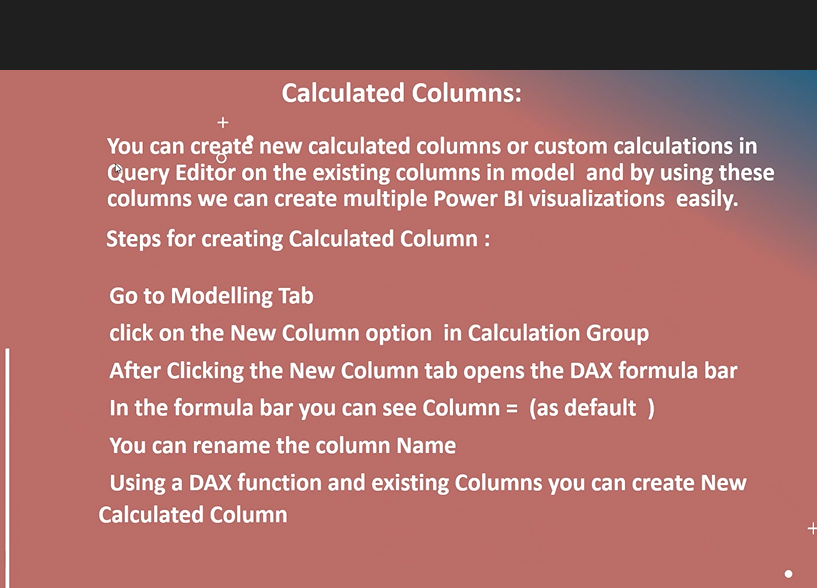 Calculated Columns:
You can create new calculated columns or custom calculations in
Query Editor on the existing columns in model and by using these
columns we can create multiple Power BI visualizations easily.
Steps for creating Calculated Column :
Go to Modelling Tab
click on the New Column option in Calculation Group
After Clicking the New Column tab opens the DAX formula bar
In the formula bar you can see Column = (as default )
You can rename the column Name
Using a DAX function and existing Columns you can create New
Calculated Column